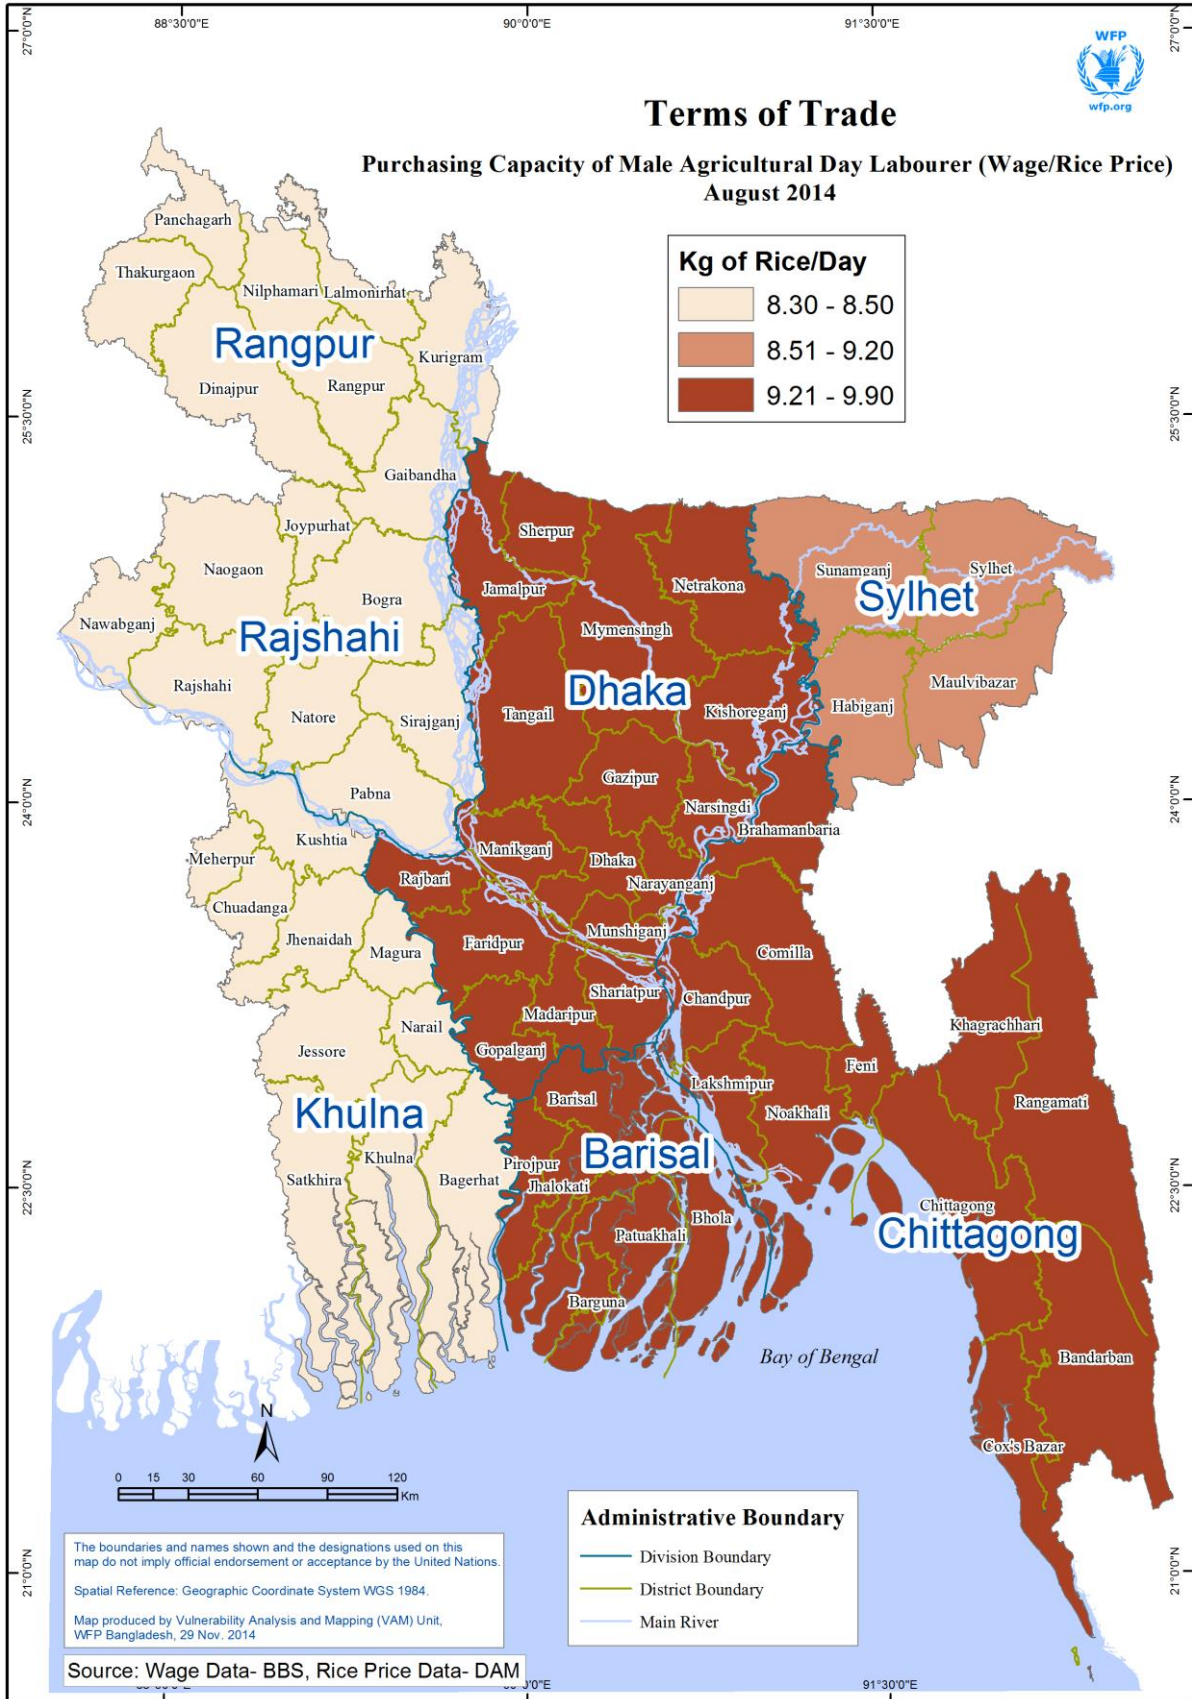 88°30'0"E
90°0'0"E
91°30'0"E
27°0'0"N
27°0'0"N
WFP
wfp.org
Terms of Trade
Purchasing Capacity of Male Agricultural Day Labourer (Wage/Rice Price)
August 2014
Kg of Rice/Day
8.30 - 8.50
8.51 - 9.20
9.21 - 9.90
Panchagarh
Thakurgaon
Nilphamari
Lalmonirhat
Rangpur
Kurigram
Dinajpur
Rangpur
25°30'0"N
25°30'0"N
Gaibandha
Joypurhat
Sherpur
Naogaon
Jamalpur
Netrakona
Sunamganj
Sylhet
Sylhet
Bogra
Nawabganj
Rajshahi
Mymensingh
Rajshahi
Dhaka
Maulvibazar
Habiganj
Natore
Sirajganj
Tangail
Kishoreganj
Gazipur
Pabna
24°0'0"N
24°0'0"N
Narsingdi
Brahamanbaria
Kushtia
Meherpur
Manikganj
Dhaka
Rajbari
Narayanganj
Chuadanga
Jhenaidah
Magura
Faridpur
Munshiganj
Comilla
Shariatpur
Chandpur
Madaripur
Narail
Khagrachhari
Jessore
Gopalganj
Feni
Lakshmipur
Barisal
Noakhali
Rangamati
Khulna
Khulna
Barisal
Pirojpur
Satkhira
Bagerhat
Jhalokati
22°30'0"N
22°30'0"N
Chittagong
Bhola
Patuakhali
Chittagong
Barguna
Bay of Bengal
Bandarban
N
Cox's Bazar
0 15 30 60 90 120
Km
Administrative Boundary
Division Boundary
District Boundary
Main River
The boundaries and names shown and the designations used on this
map do not imply official endorsement or acceptance by the United Nations.
Spatial Reference: Geographic Coordinate System WGS 1984.
Map produced by Vulnerability Analysis and Mapping (VAM) Unit,
WFP Bangladesh, 29 Nov. 2014
21°0'0"N
21°0'0"N
Source: Wage Data- BBS, Rice Price Data- DAM
91°30'0"E